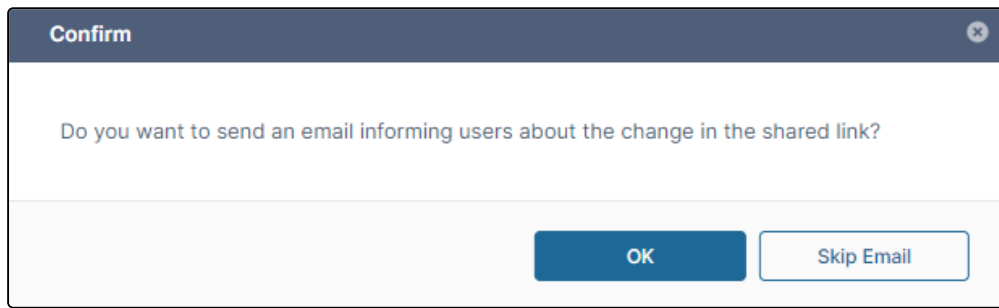 Confirm
Do you want to send an email informing users about the change in the shared link?
OK
Skip Email